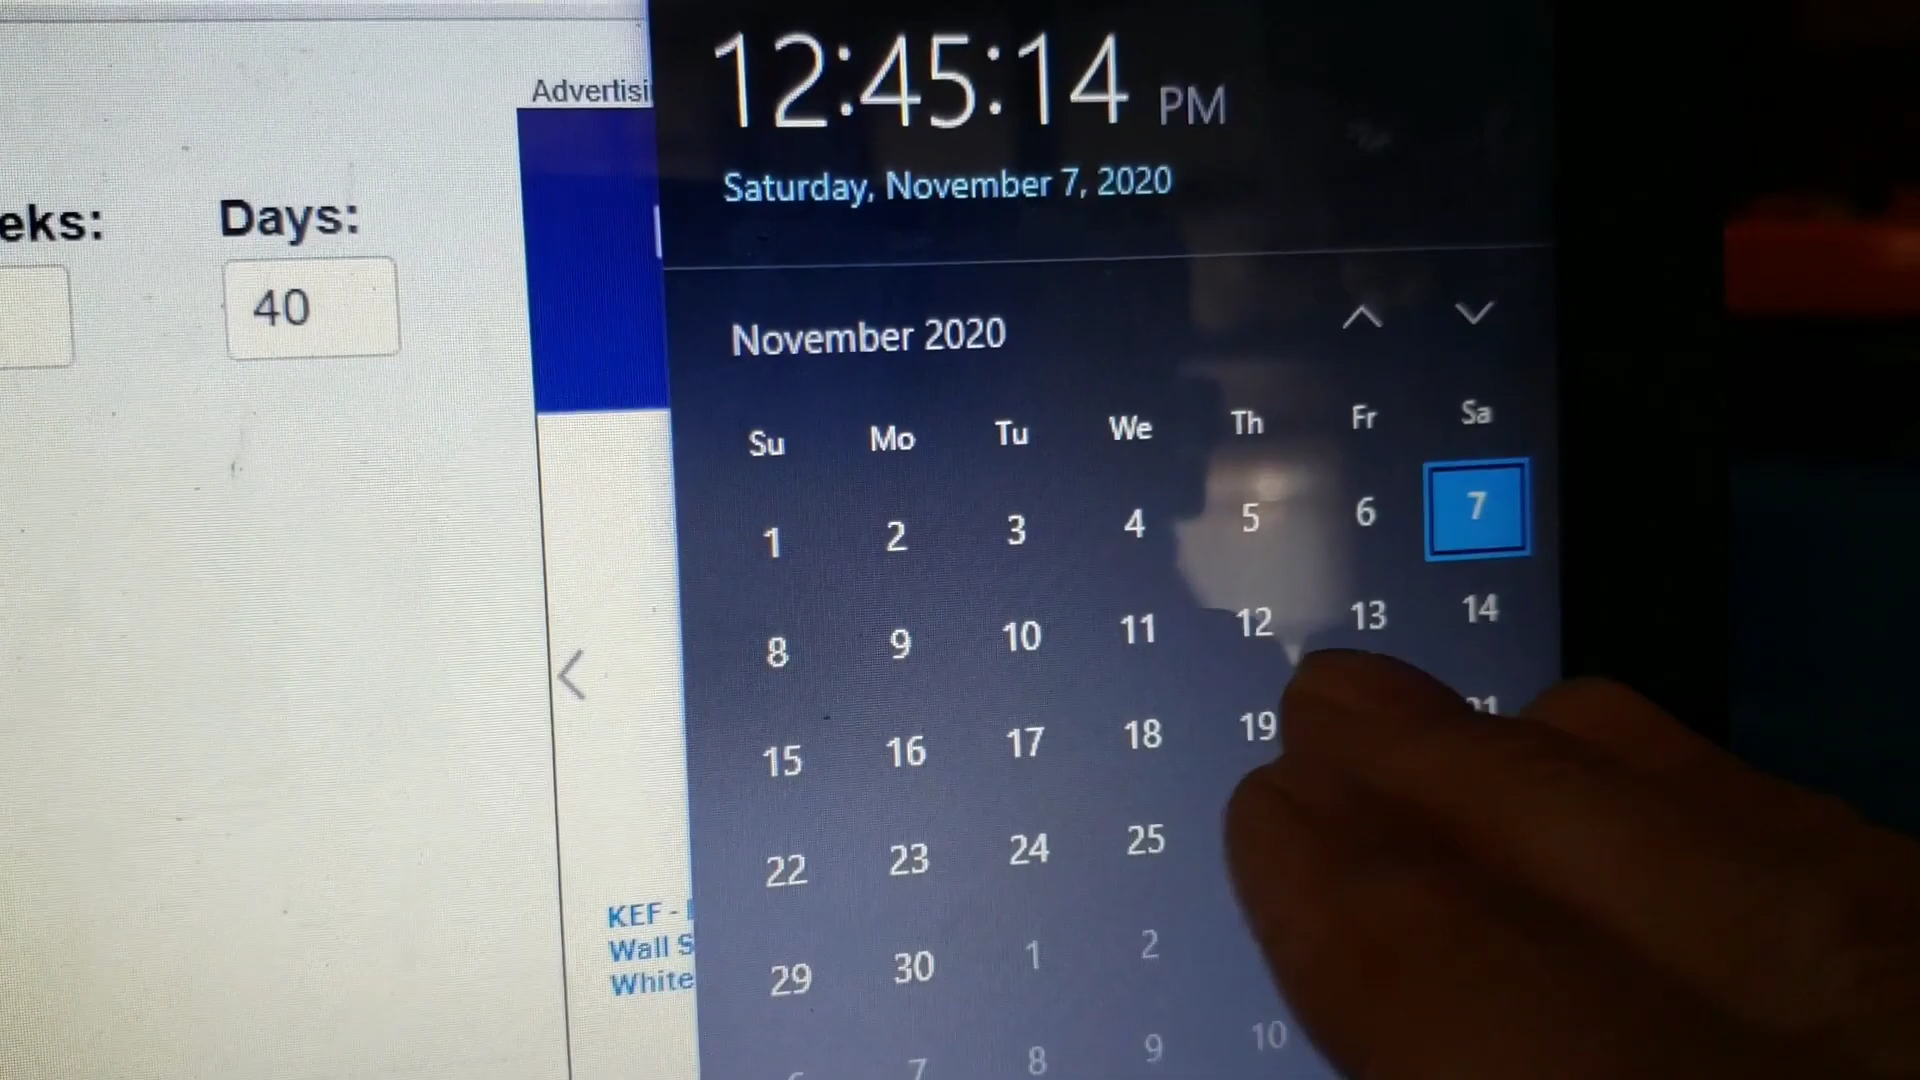 12:45:14 PM
Advertisi
Saturday, November 7, 2020
eks:
Days:
40
November 2020
Su Mo Tu We Th Fr Sa
1 2 3 4 5 6 7
8 9 10 11 12 13 14
15 16 17 18 19
22 23 24 25
29 30 1 2
7 8 9 10
KEF -
Wall S
White